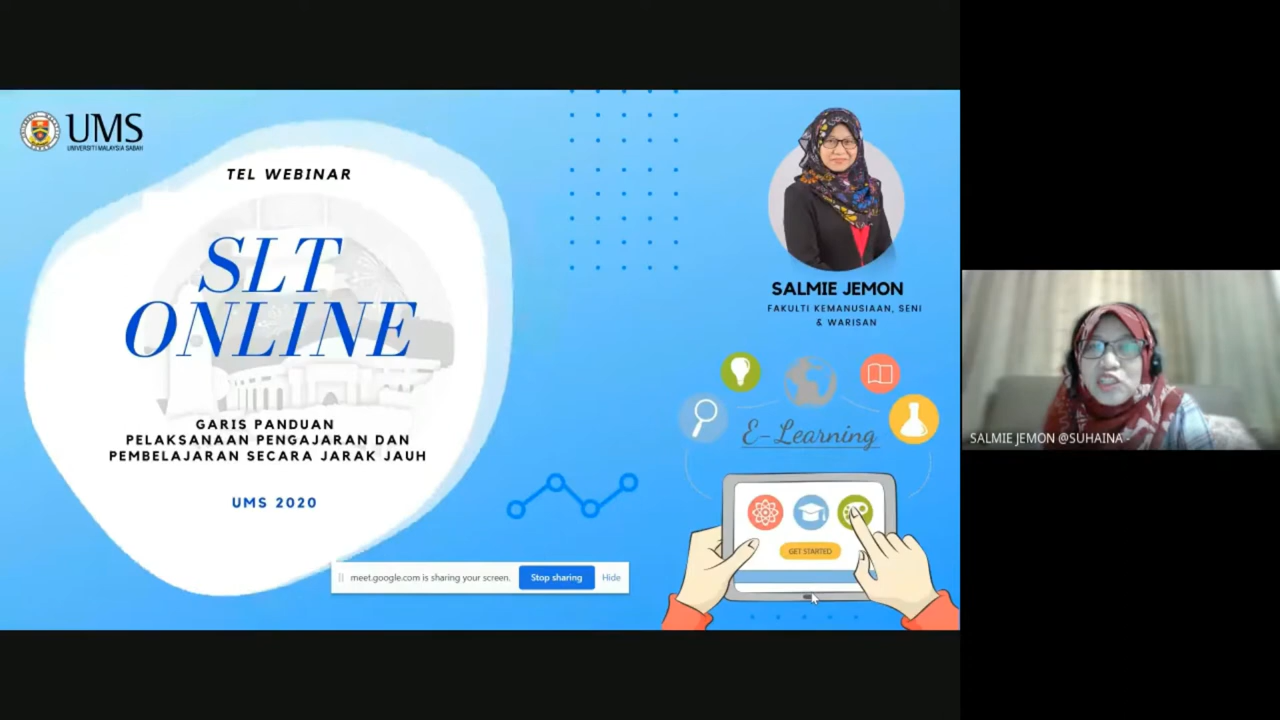 UMS
UNIVERSITI MALAYSIA SABAH
TEL WEBINAR
SLT
ONLINE
GARIS PANDUAN
PELAKSANAAN PENGAJARAN DAN
PEMBELAJARAN SECARA JARAK JAUH
UMS 2020
SALMIE JEMON
FAKULTI KEMANUSIAAN, SENI
& WARISAN
E-Learning
GET STARTED
meet.google.com is sharing your screen.
Stop sharing
Hide
SALMIE JEMON @SUHAINA -